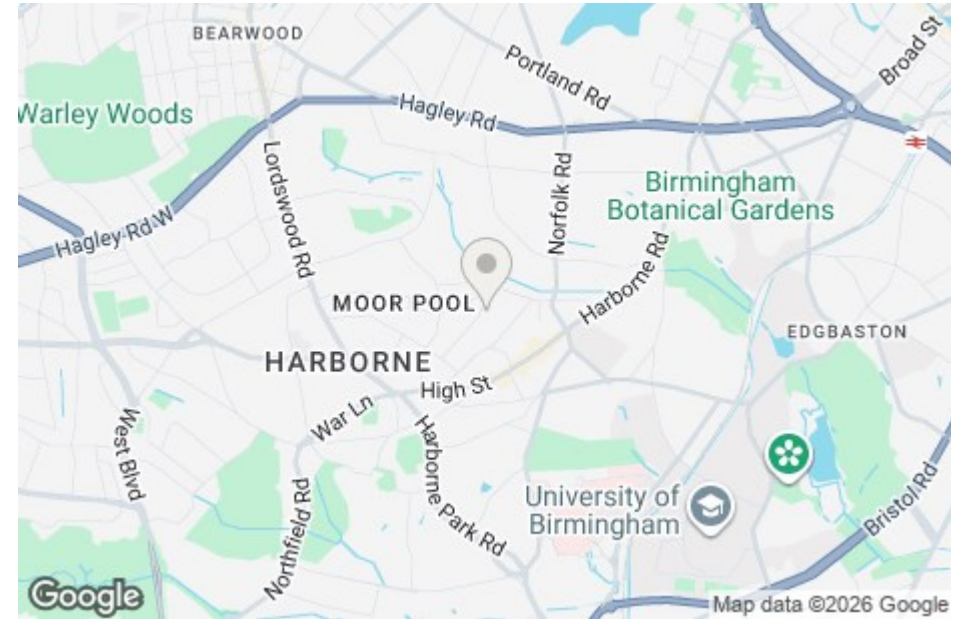 BEARWOOD
Portland Rd
Broad St
Hagley Rd
Warley Woods
Lordswood Rd
Norfolk Rd
Birmingham
Botanical Gardens
Hagley Rd W
Harborne Rd
MOOR POOL
EDGBASTON
HARBORNE
High St
War Ln
West Blvd
Harborne Park Rd
University of
Birmingham
Northfield Rd
Bristol Rd
Google
Map data ©2026 Google